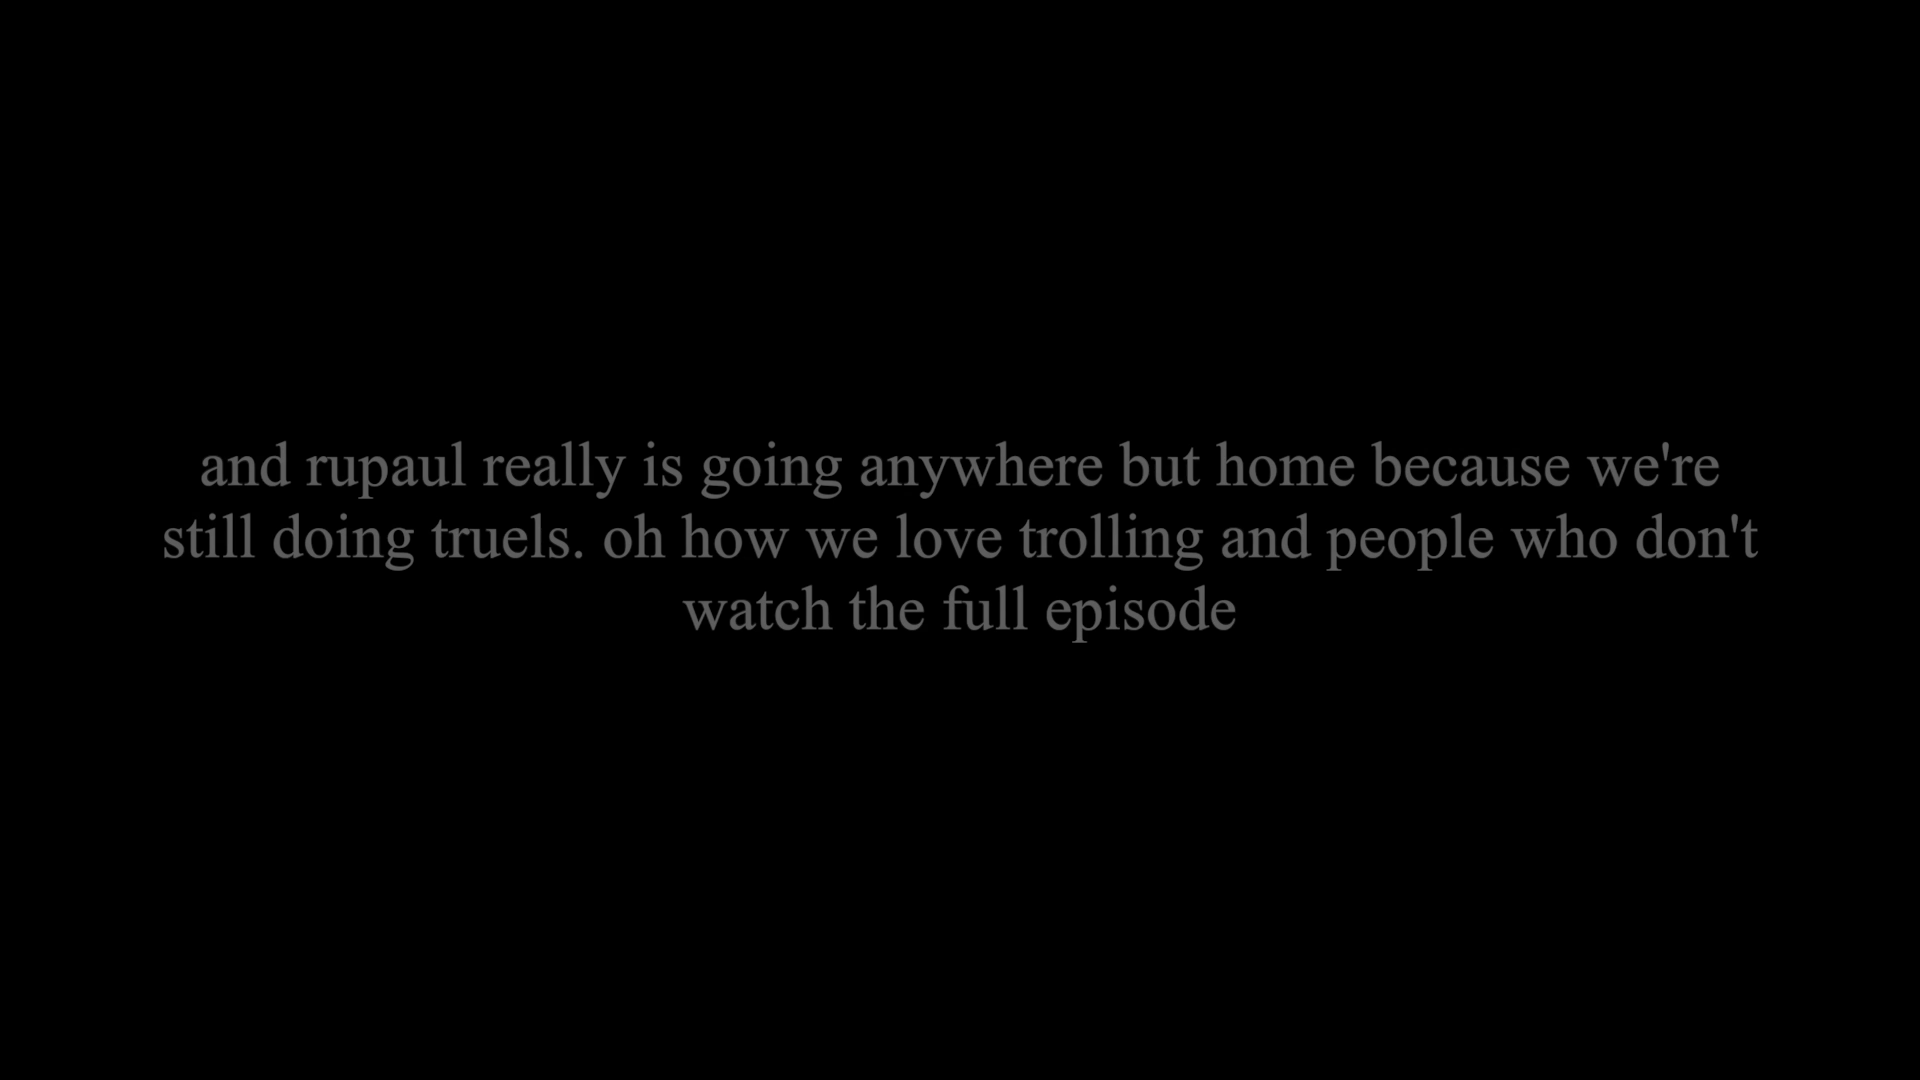 and rupaul really is going anywhere but home because we're
still doing truels. oh how we love trolling and people who don't
watch the full episode